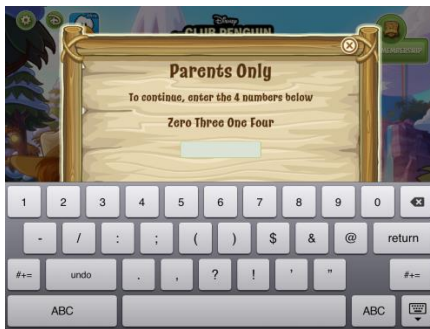 Disney
CLUB PENGUIN
MEMBERSHIP
Parents Only
To continue, enter the 4 numbers below
Zero Three One Four
1 2 3 4 5 6 7 8 9 0
- / : ; ( ) $ & @ return
#+= undo . , ? ! ' " #+=
ABC ABC